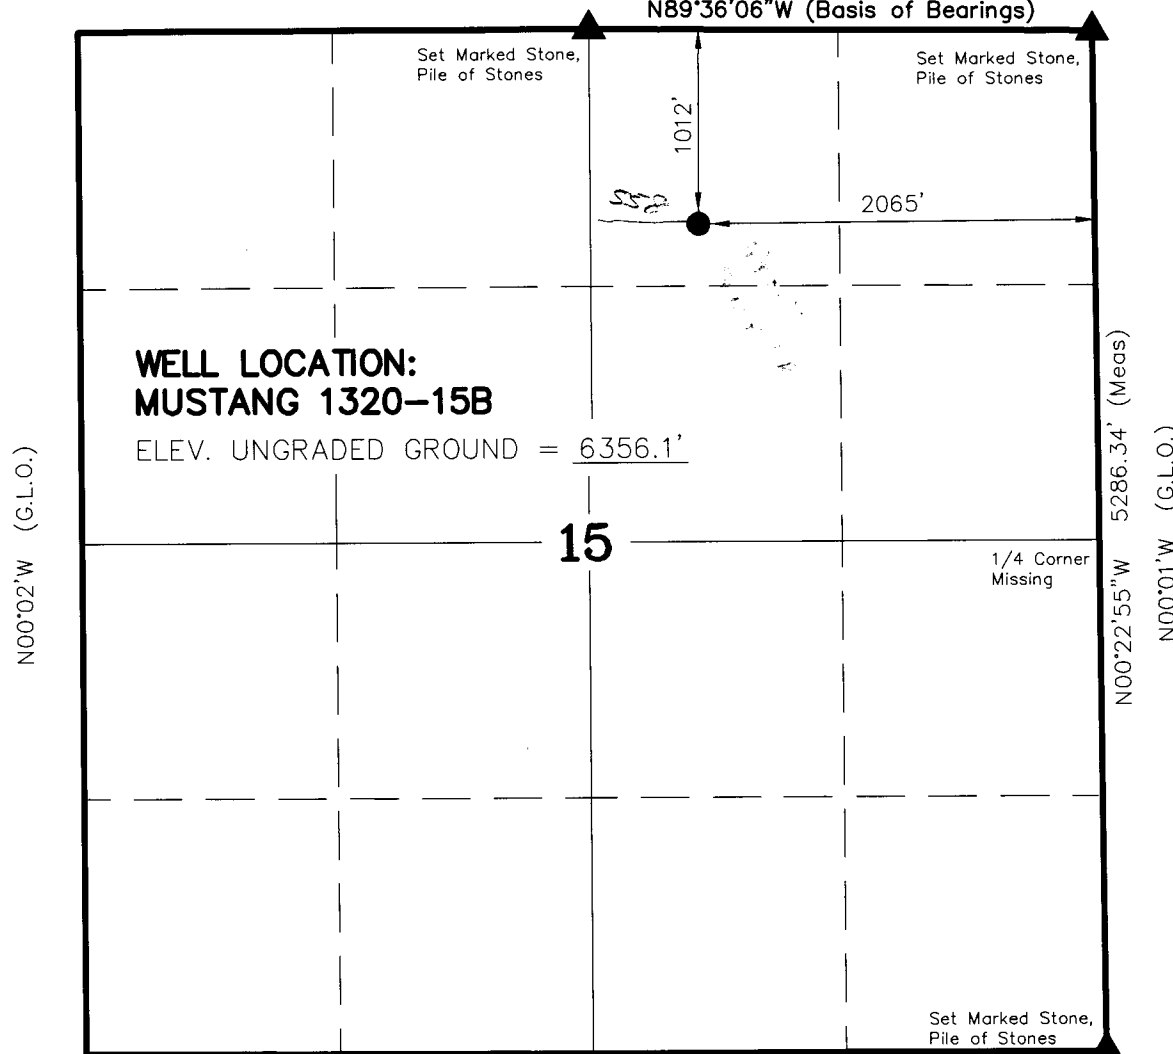 N89°36'06"W (Basis of Bearings)
Set Marked Stone,
Pile of Stones
Set Marked Stone,
Pile of Stones
1012'
2065'
WELL LOCATION:
MUSTANG 1320-15B
ELEV. UNGRADED GROUND = 6356.1'
N00°02'W (G.L.O.)
15
1/4 Corner
Missing
N00°22'55"W 5286.34' (Meas)
N00°01'W (G.L.O.)
Set Marked Stone,
Pile of Stones